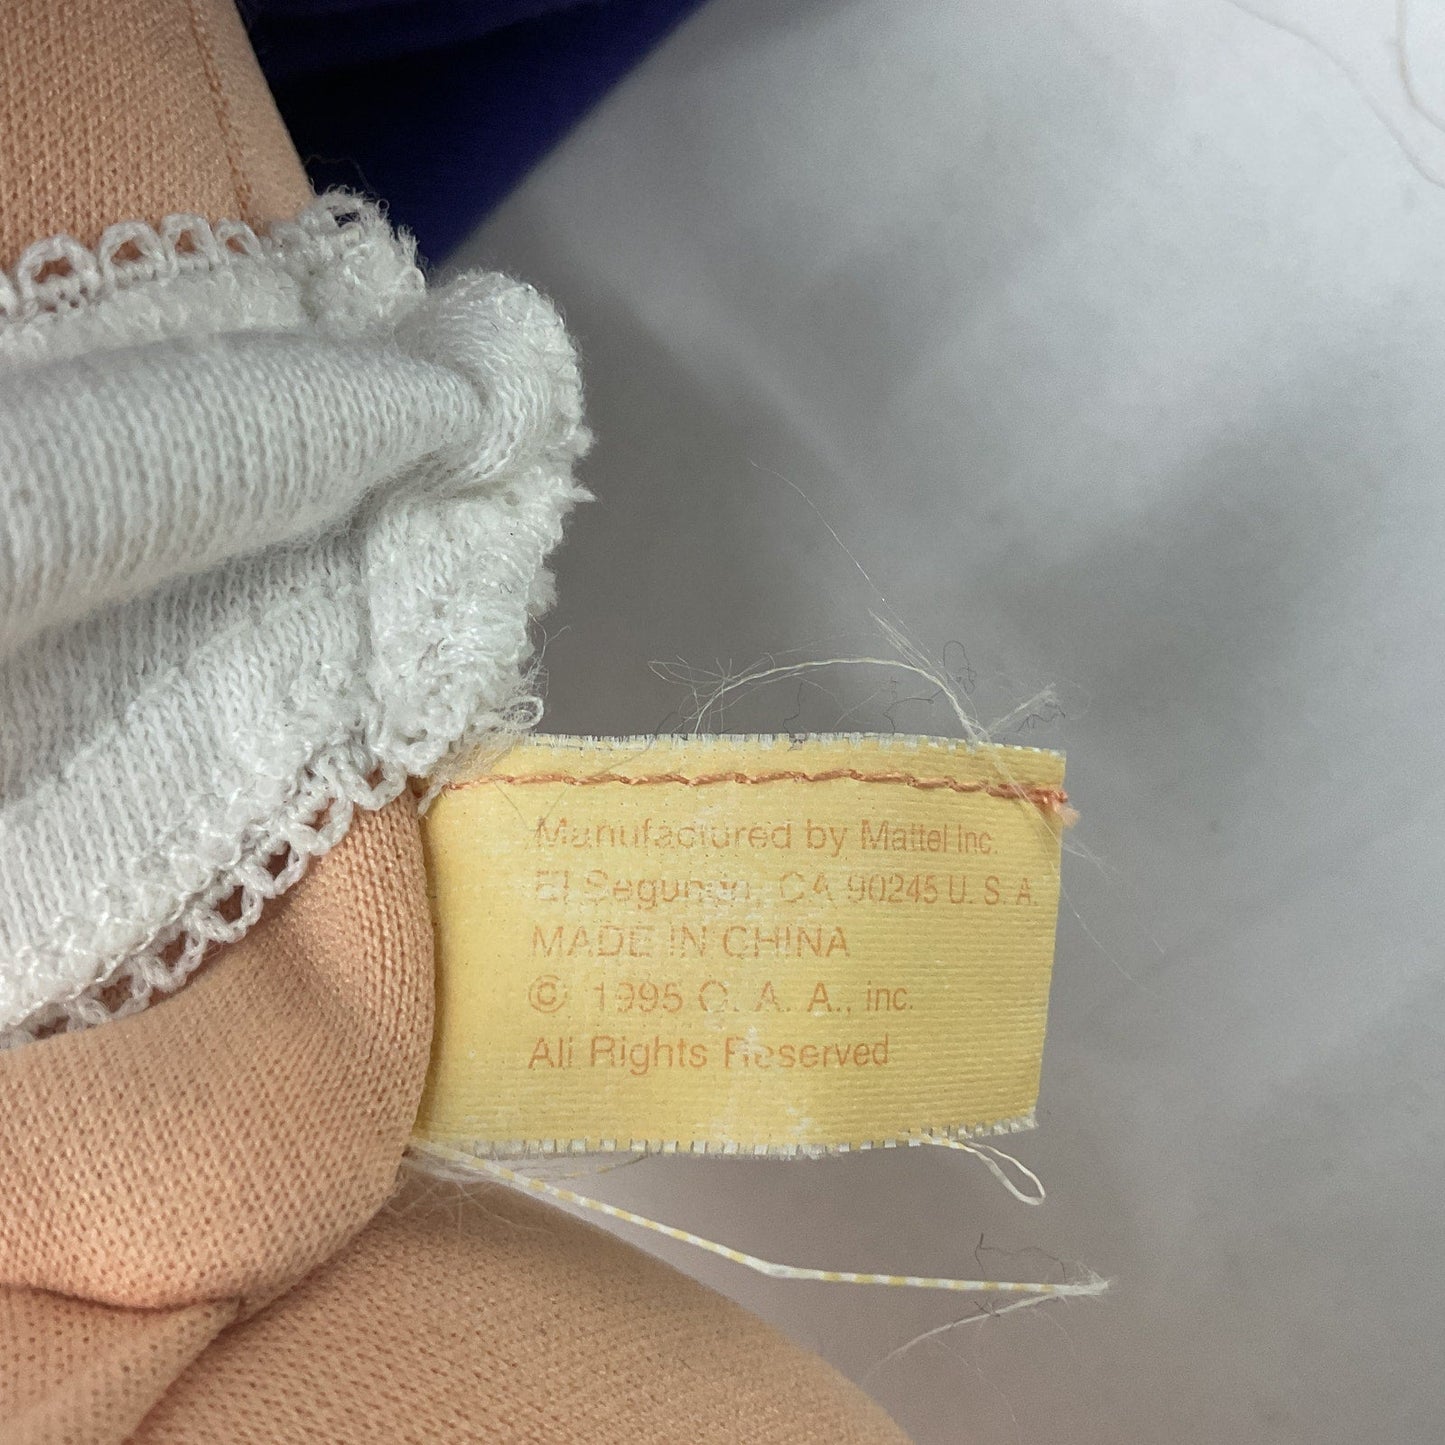 Manufactured by Mattel Inc.
El Segundo, CA 90245 U. S. A.
MADE IN CHINA
© 1995 O. A. A., inc.
All Rights Reserved